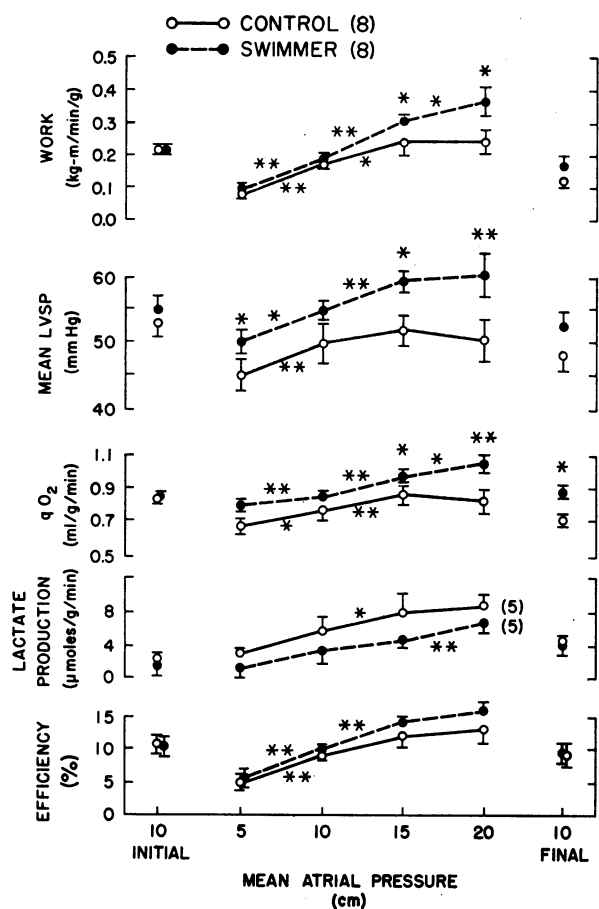 CONTROL (8)
SWIMMER (8)
WORK
(kg-m/min/g)
0.5
0.4
0.3
0.2
0.1
0.0
** ** ** * * * *
MEAN LVSP
(mm Hg)
60
50
40
* * ** ** * **
q O2
(ml/g/min)
1.1
0.9
0.7
0.5
** * ** ** * * ** *
LACTATE
PRODUCTION
(μmoles/g/min)
8
4
0
* ** (5)
(5)
EFFICIENCY
(%)
15
10
5
0
** ** **
10 5 10 15 20 10
INITIAL FINAL
MEAN ATRIAL PRESSURE
(cm)